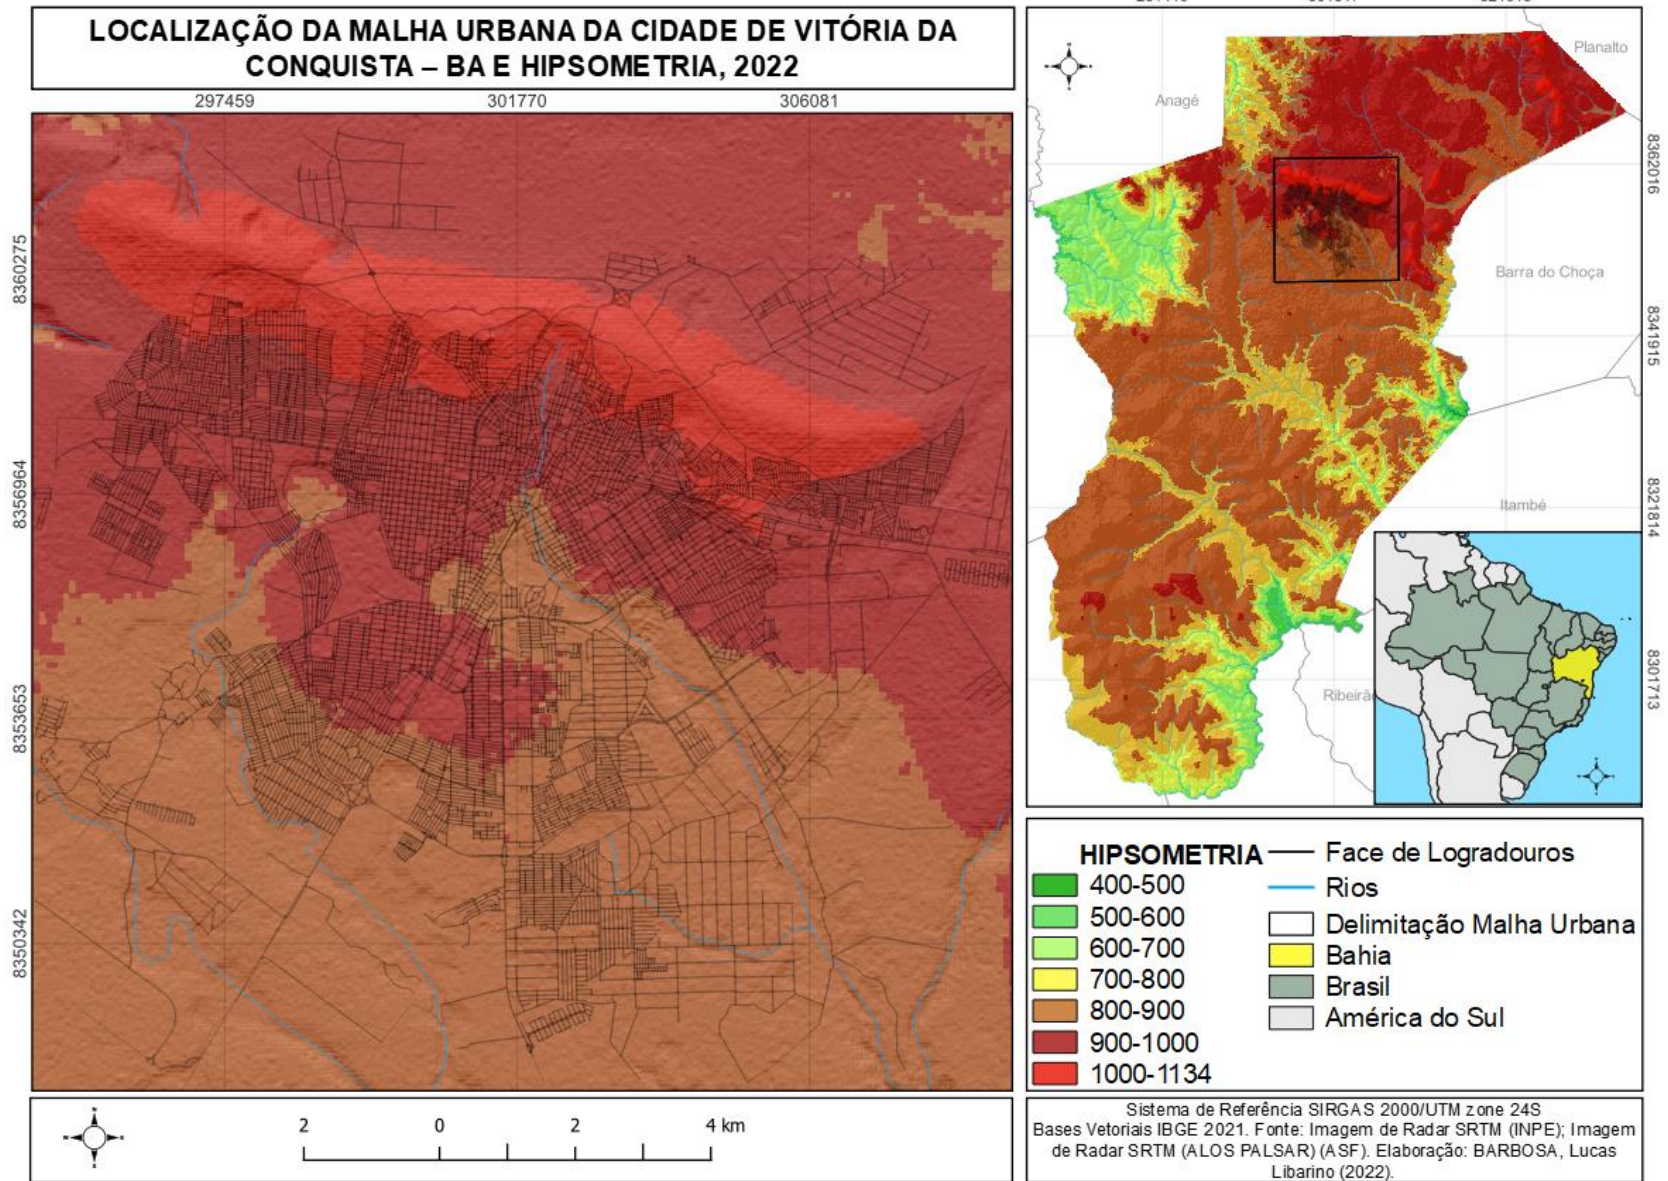 LOCALIZAÇÃO DA MALHA URBANA DA CIDADE DE VITÓRIA DA
CONQUISTA – BA E HIPSOMETRIA, 2022
297459
301770
306081
8360275
8356964
8353653
8350342
Planalto
Anagé
Barra do Choça
Itambé
Ribeirã
8362016
8341915
8321814
8301713
HIPSOMETRIA
400-500
500-600
600-700
700-800
800-900
900-1000
1000-1134
Face de Logradouros
Rios
Delimitação Malha Urbana
Bahia
Brasil
América do Sul
2 0 2 4 km
Sistema de Referência SIRGAS 2000/UTM zone 24S
Bases Vetoriais IBGE 2021. Fonte: Imagem de Radar SRTM (INPE); Imagem
de Radar SRTM (ALOS PALSAR) (ASF). Elaboração: BARBOSA, Lucas
Libarino (2022).